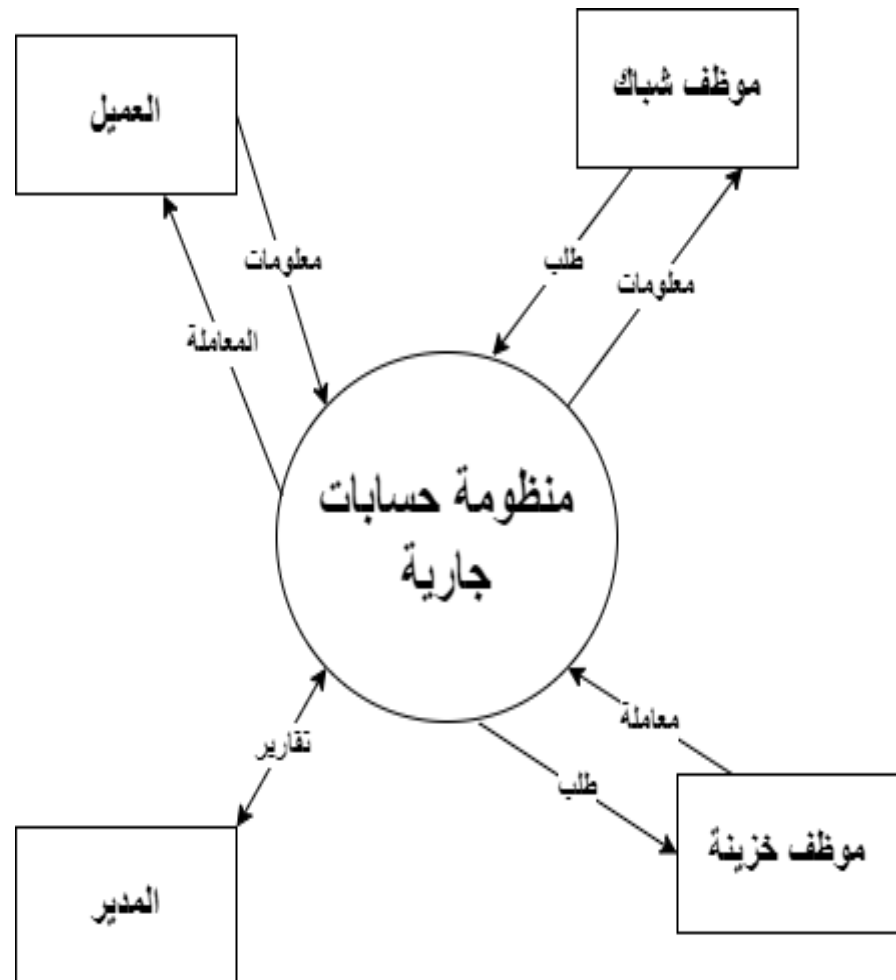 موظف شباك
العميل
طلب
معلومات
معلومات
المعاملة
منظومة حسابات
جارية
معاملة
تقارير
طلب
موظف خزينة
المدير